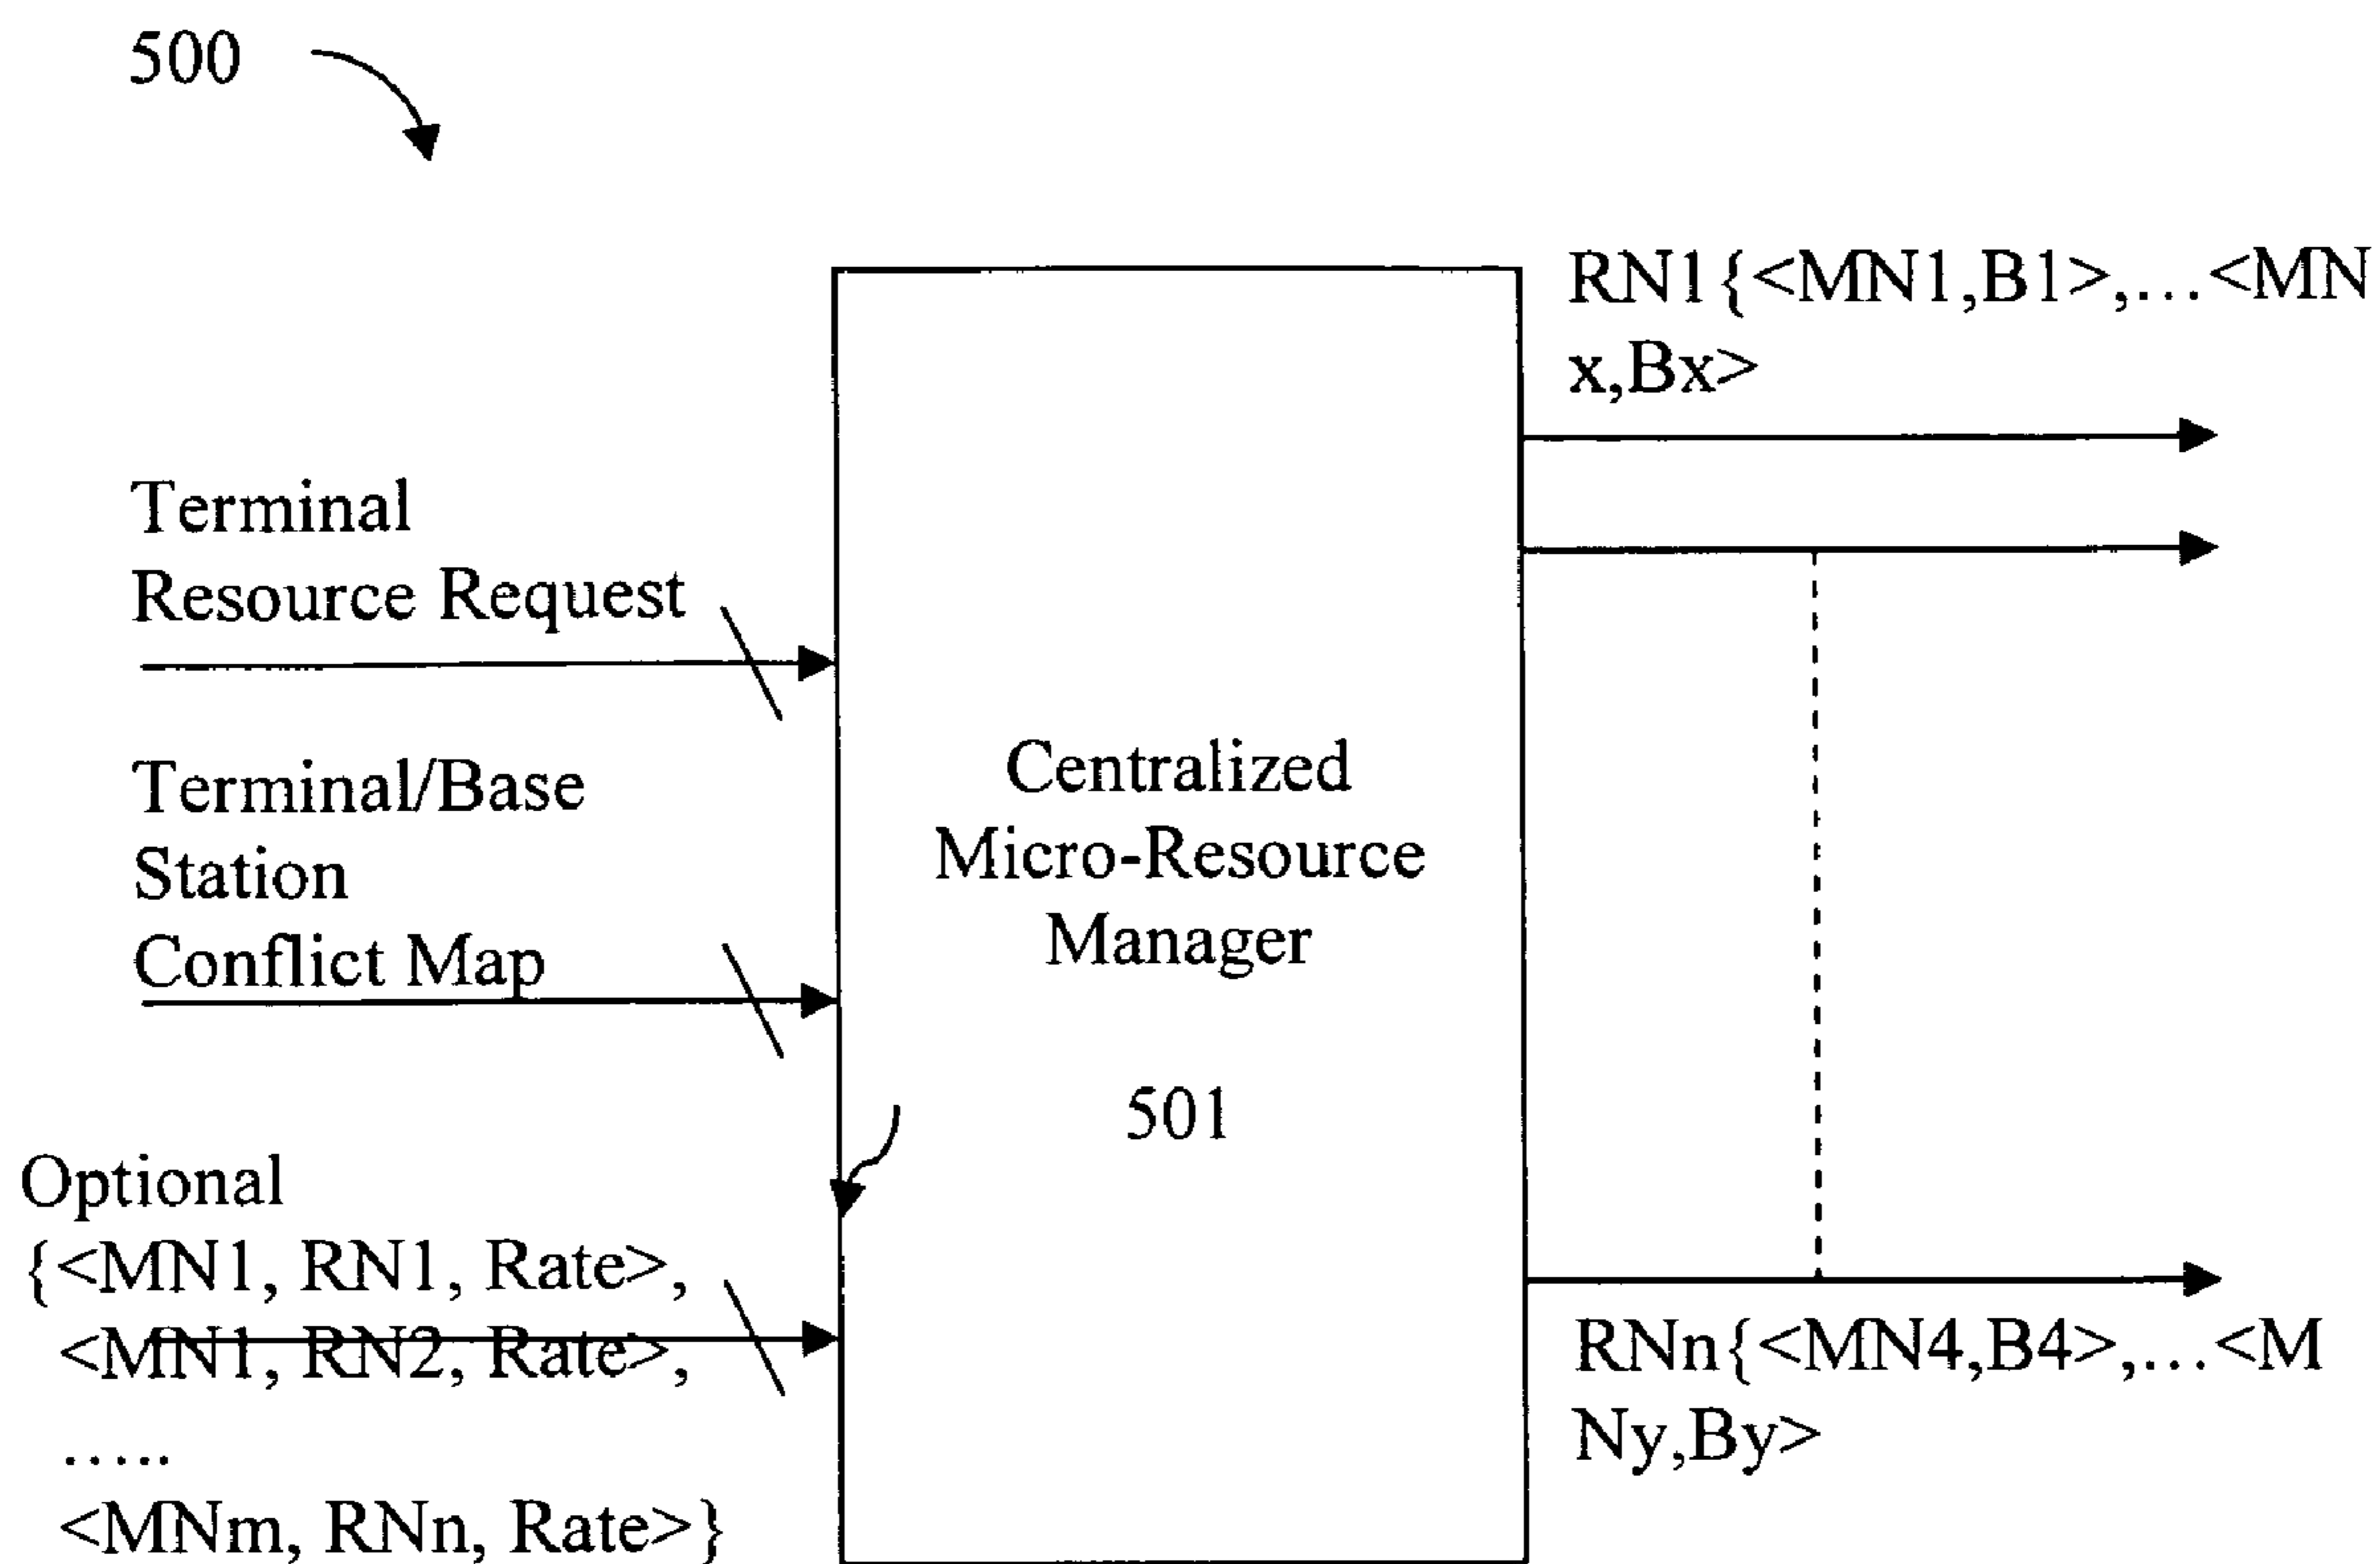 500
RN1{<MN1,B1>,...<MN
x,Bx>
Terminal
Resource Request
Terminal/Base
Station
Conflict Map
Centralized
Micro-Resource
Manager
501
Optional
{<MN1, RN1, Rate>,
<MN1, RN2, Rate>,
.....
<MNm, RNn, Rate>}
RNn{<MN4,B4>,...<M
Ny,By>